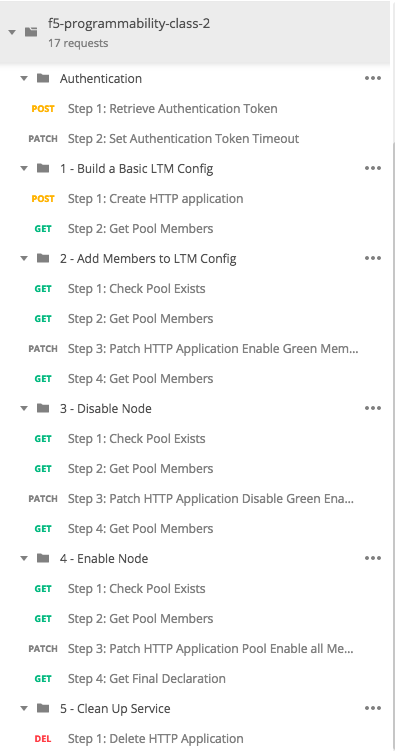 f5-programmability-class-2
17 requests
Authentication
POST Step 1: Retrieve Authentication Token
PATCH Step 2: Set Authentication Token Timeout
1 - Build a Basic LTM Config
POST Step 1: Create HTTP application
GET Step 2: Get Pool Members
2 - Add Members to LTM Config
GET Step 1: Check Pool Exists
GET Step 2: Get Pool Members
PATCH Step 3: Patch HTTP Application Enable Green Mem...
GET Step 4: Get Pool Members
3 - Disable Node
GET Step 1: Check Pool Exists
GET Step 2: Get Pool Members
PATCH Step 3: Patch HTTP Application Disable Green Ena...
GET Step 4: Get Pool Members
4 - Enable Node
GET Step 1: Check Pool Exists
GET Step 2: Get Pool Members
PATCH Step 3: Patch HTTP Application Pool Enable all Me...
GET Step 4: Get Final Declaration
5 - Clean Up Service
DEL Step 1: Delete HTTP Application